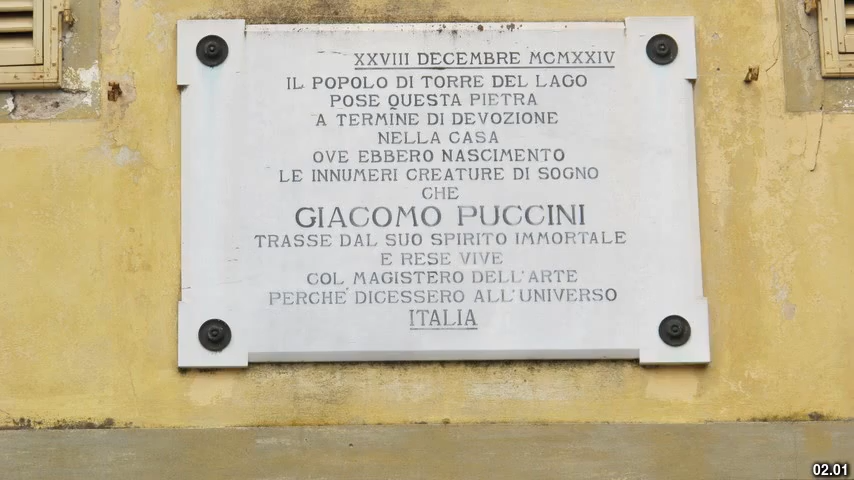 XXVIII DECEMBRE MCMXXIV
IL POPOLO DI TORRE DEL LAGO
POSE QUESTA PIETRA
A TERMINE DI DEVOZIONE
NELLA CASA
OVE EBBERO NASCIMENTO
LE INNUMERI CREATURE DI SOGNO
CHE
GIACOMO PUCCINI
TRASSE DAL SUO SPIRITO IMMORTALE
E RESE VIVE
COL MAGISTERO DELL'ARTE
PERCHE' DICESSERO ALL'UNIVERSO
ITALIA
02.01